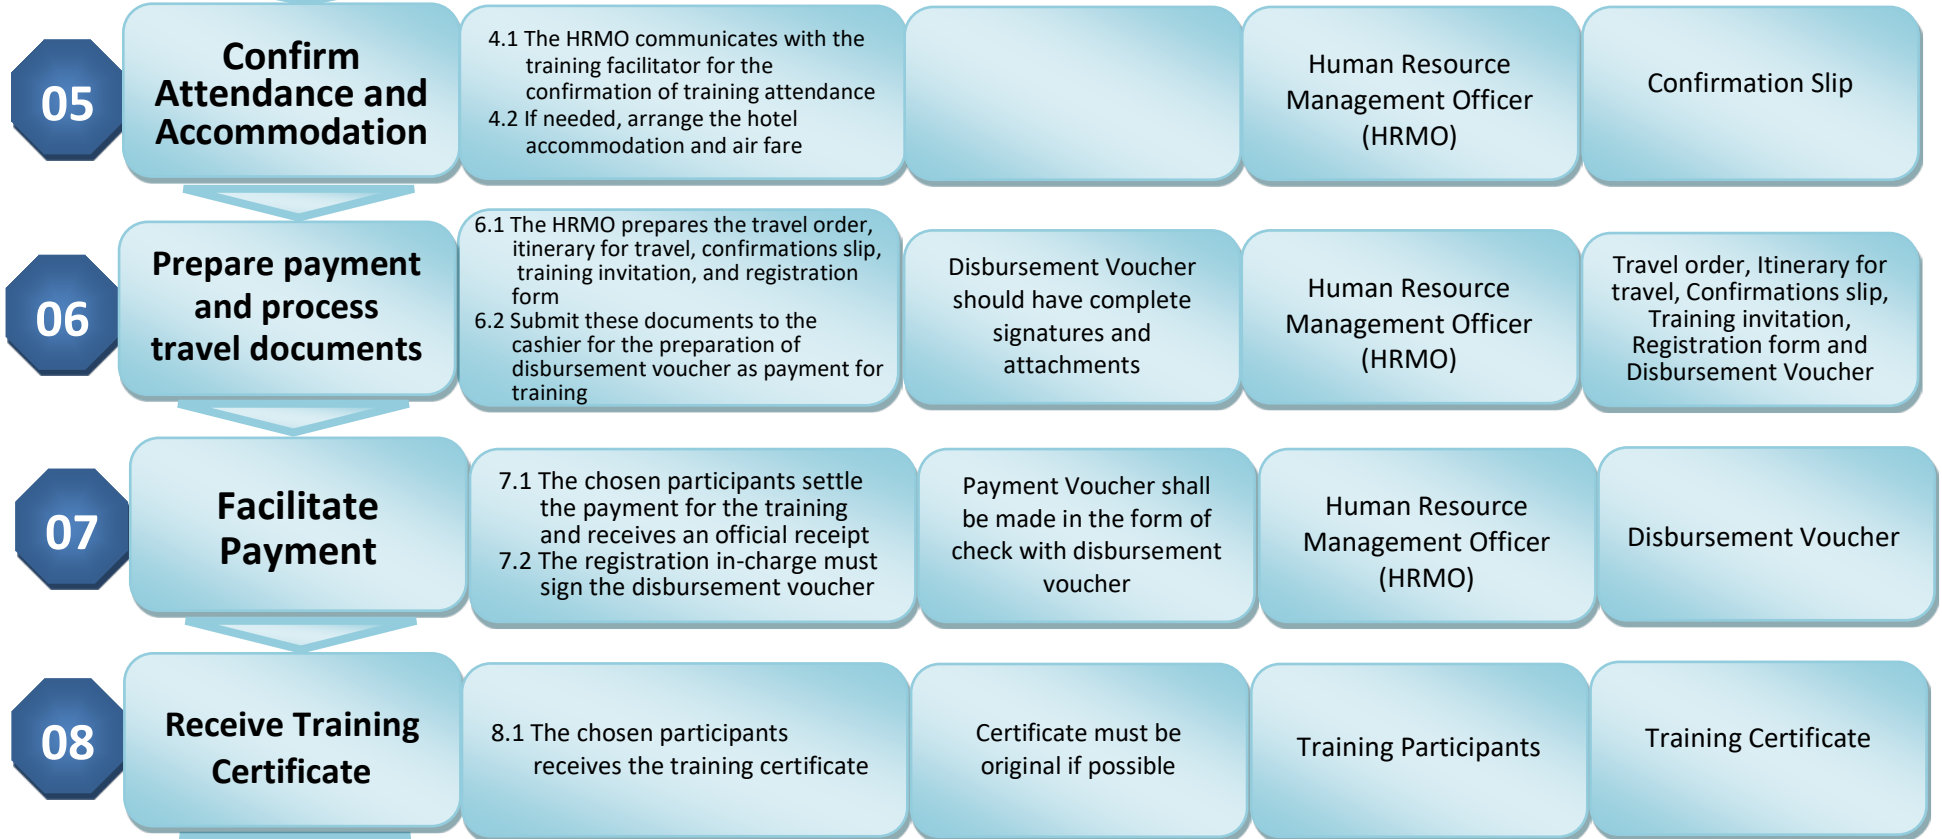 05
Confirm
Attendance and
Accommodation
4.1 The HRMO communicates with the
training facilitator for the
confirmation of training attendance
4.2 If needed, arrange the hotel
accommodation and air fare
Human Resource
Management Officer
(HRMO)
Confirmation Slip
06
Prepare payment
and process
travel documents
6.1 The HRMO prepares the travel order,
itinerary for travel, confirmations slip,
training invitation, and registration
form
6.2 Submit these documents to the
cashier for the preparation of
disbursement voucher as payment for
training
Disbursement Voucher
should have complete
signatures and
attachments
Human Resource
Management Officer
(HRMO)
Travel order, Itinerary for
travel, Confirmations slip,
Training invitation,
Registration form and
Disbursement Voucher
07
Facilitate
Payment
7.1 The chosen participants settle
the payment for the training
and receives an official receipt
7.2 The registration in-charge must
sign the disbursement voucher
Payment Voucher shall
be made in the form of
check with disbursement
voucher
Human Resource
Management Officer
(HRMO)
Disbursement Voucher
08
Receive Training
Certificate
8.1 The chosen participants
receives the training certificate
Certificate must be
original if possible
Training Participants
Training Certificate